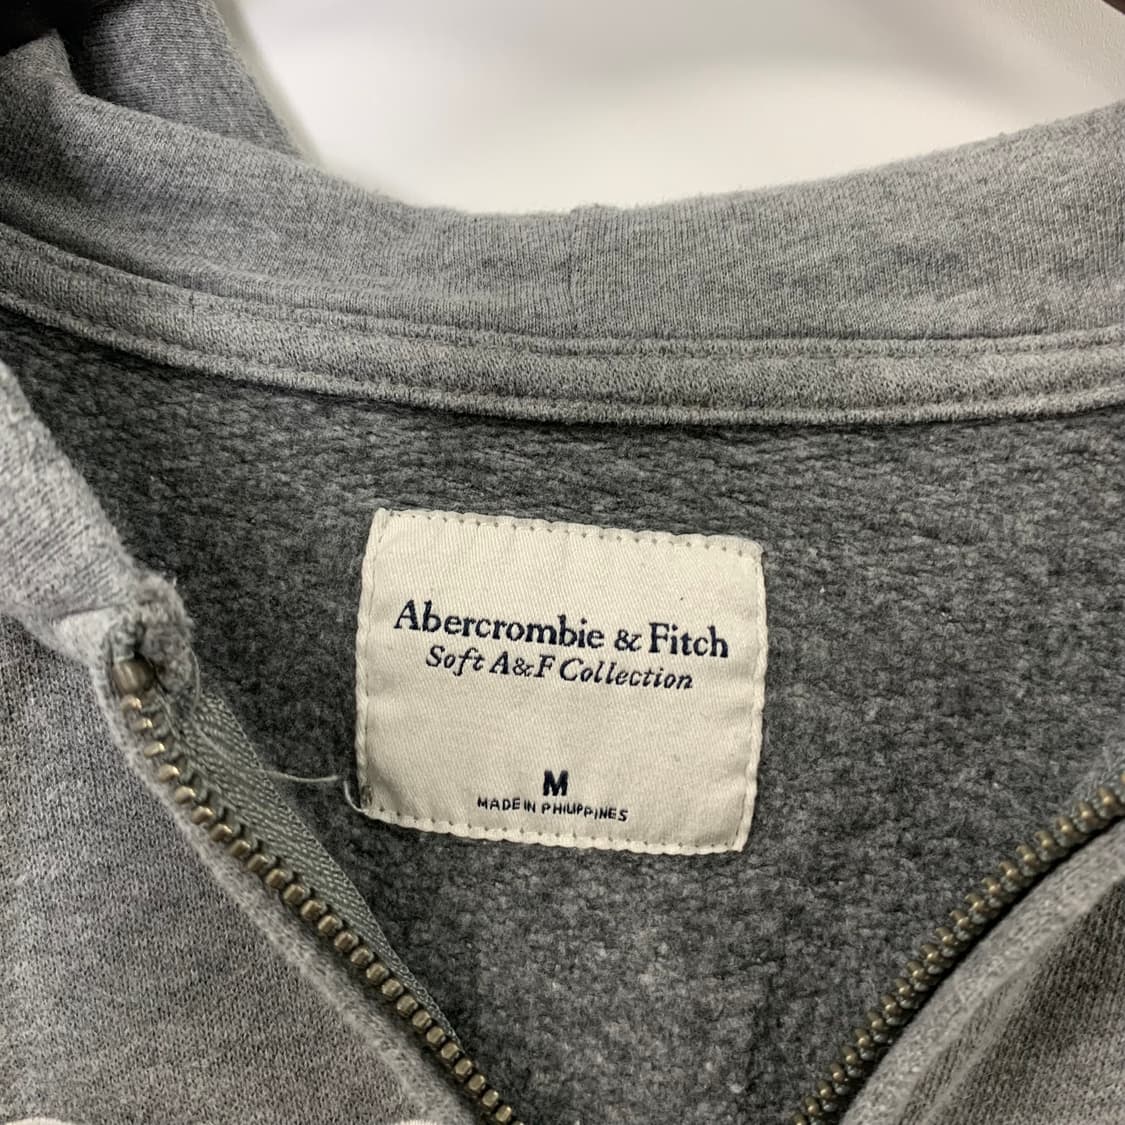 Abercrombie & Fitch
Soft A&F Collection
M
MADE IN PHILIPPINES